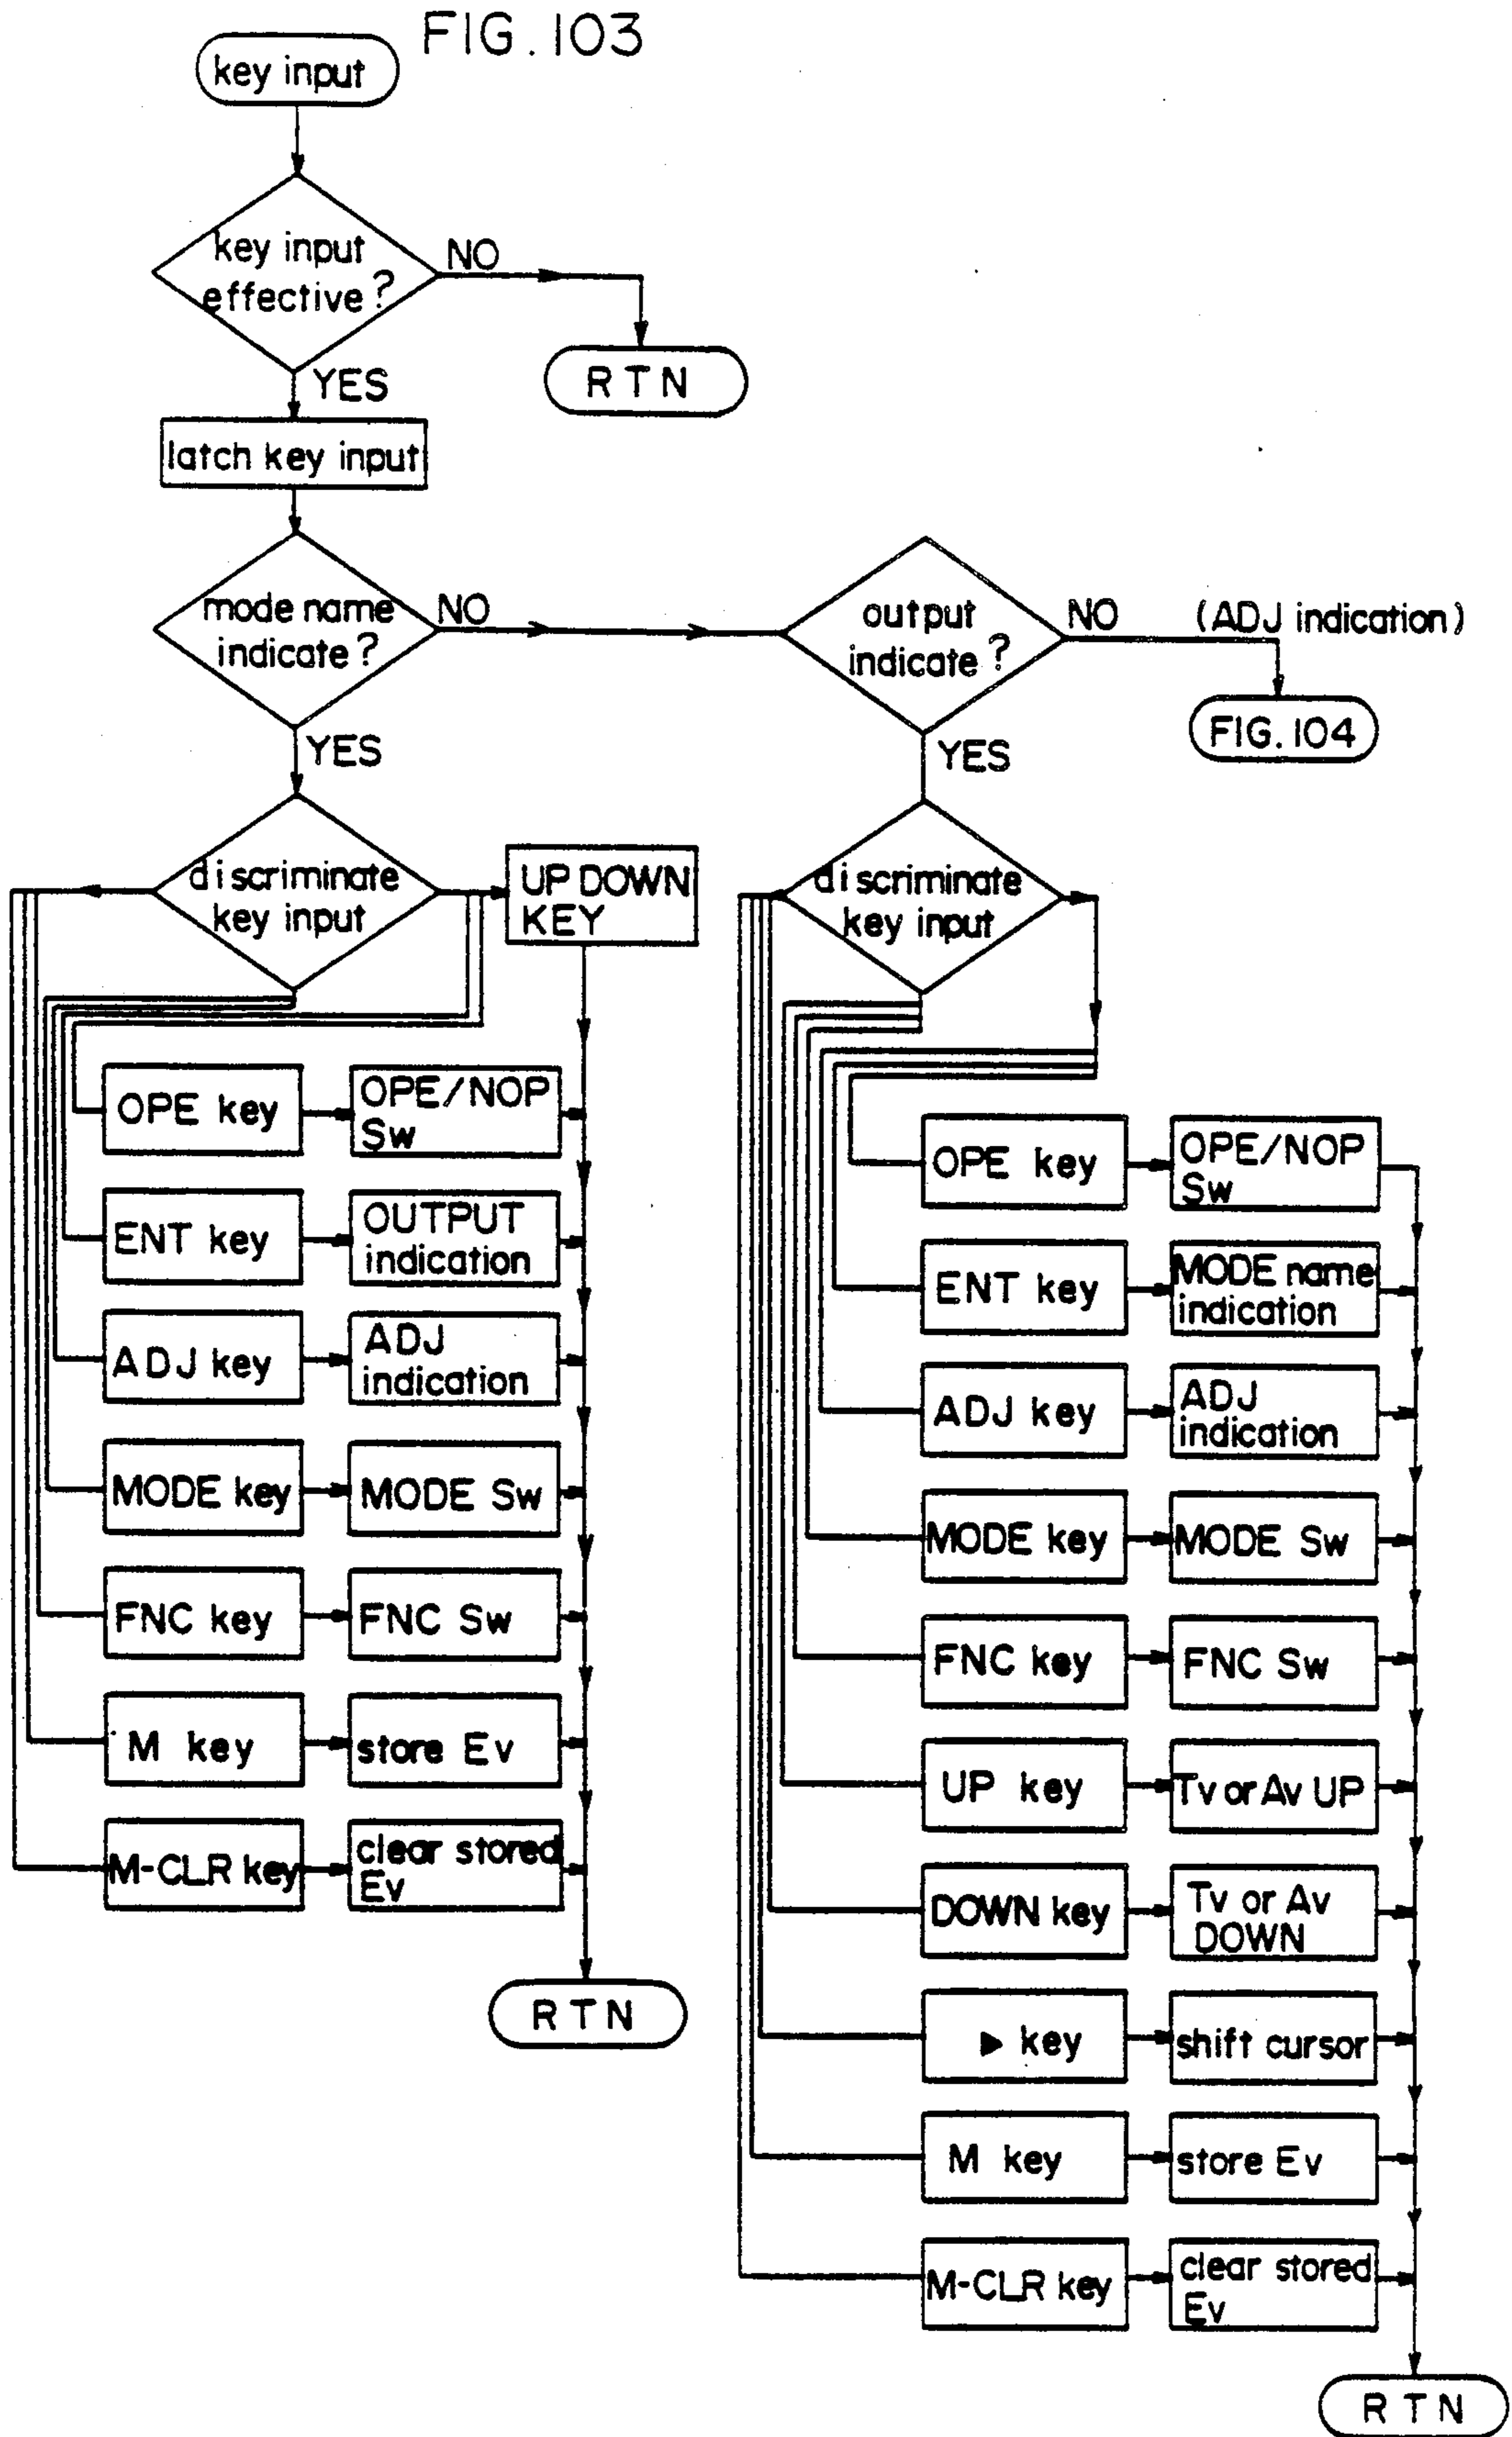 FIG. 103
key input
key input
effective?
NO
RTN
YES
latch key input
mode name
indicate?
NO
output
indicate?
NO
(ADJ indication)
FIG. 104
YES
YES
discriminate
key input
UP DOWN
KEY
OPE key
OPE/NOP
Sw
ENT key
OUTPUT
indication
ADJ key
ADJ
indication
MODE key
MODE Sw
FNC key
FNC Sw
M key
store Ev
M-CLR key
clear stored
Ev
RTN
discriminate
key input
OPE key
OPE/NOP
Sw
ENT key
MODE name
indication
ADJ key
ADJ
indication
MODE key
MODE Sw
FNC key
FNC Sw
UP key
Tv or Av UP
DOWN key
Tv or Av
DOWN
▶ key
shift cursor
M key
store Ev
M-CLR key
clear stored
Ev
RTN